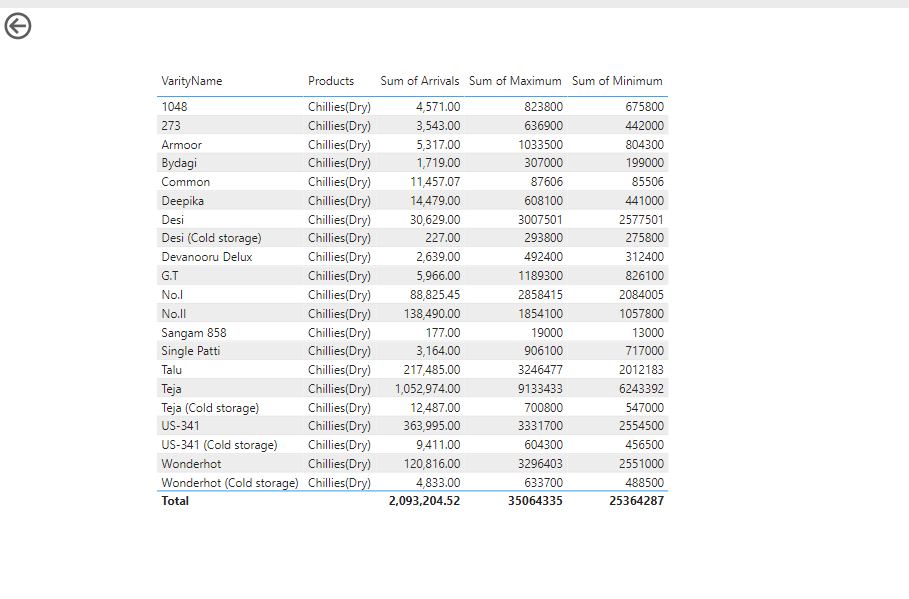 VarityName Products Sum of Arrivals Sum of Maximum Sum of Minimum
1048 Chillies(Dry) 4,571.00 823800 675800
273 Chillies(Dry) 3,543.00 636900 442000
Armoor Chillies(Dry) 5,317.00 1033500 804300
Bydagi Chillies(Dry) 1,719.00 307000 199000
Common Chillies(Dry) 11,457.07 87606 85506
Deepika Chillies(Dry) 14,479.00 608100 441000
Desi Chillies(Dry) 30,629.00 3007501 2577501
Desi (Cold storage) Chillies(Dry) 227.00 293800 275800
Devanooru Delux Chillies(Dry) 2,639.00 492400 312400
G.T Chillies(Dry) 5,966.00 1189300 826100
No.I Chillies(Dry) 88,825.45 2858415 2084005
No.II Chillies(Dry) 138,490.00 1854100 1057800
Sangam 858 Chillies(Dry) 177.00 19000 13000
Single Patti Chillies(Dry) 3,164.00 906100 717000
Talu Chillies(Dry) 217,485.00 3246477 2012183
Teja Chillies(Dry) 1,052,974.00 9133433 6243392
Teja (Cold storage) Chillies(Dry) 12,487.00 700800 547000
US-341 Chillies(Dry) 363,995.00 3331700 2554500
US-341 (Cold storage) Chillies(Dry) 9,411.00 604300 456500
Wonderhot Chillies(Dry) 120,816.00 3296403 2551000
Wonderhot (Cold storage) Chillies(Dry) 4,833.00 633700 488500
Total 2,093,204.52 35064335 25364287